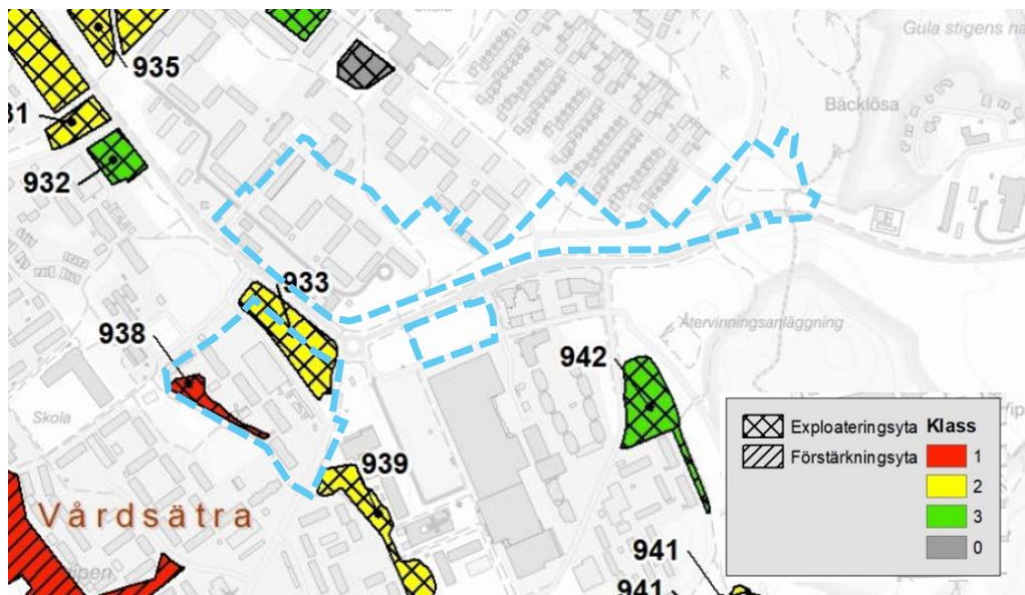 Skola
Gula stigens na
935
31
Bäcklösa
932
933
938
Återvinningsanläggning
942
Skola
939
Vårdsätra
Exploateringsyta
Förstärkningsyta
Klass
1
2
3
0
941
941